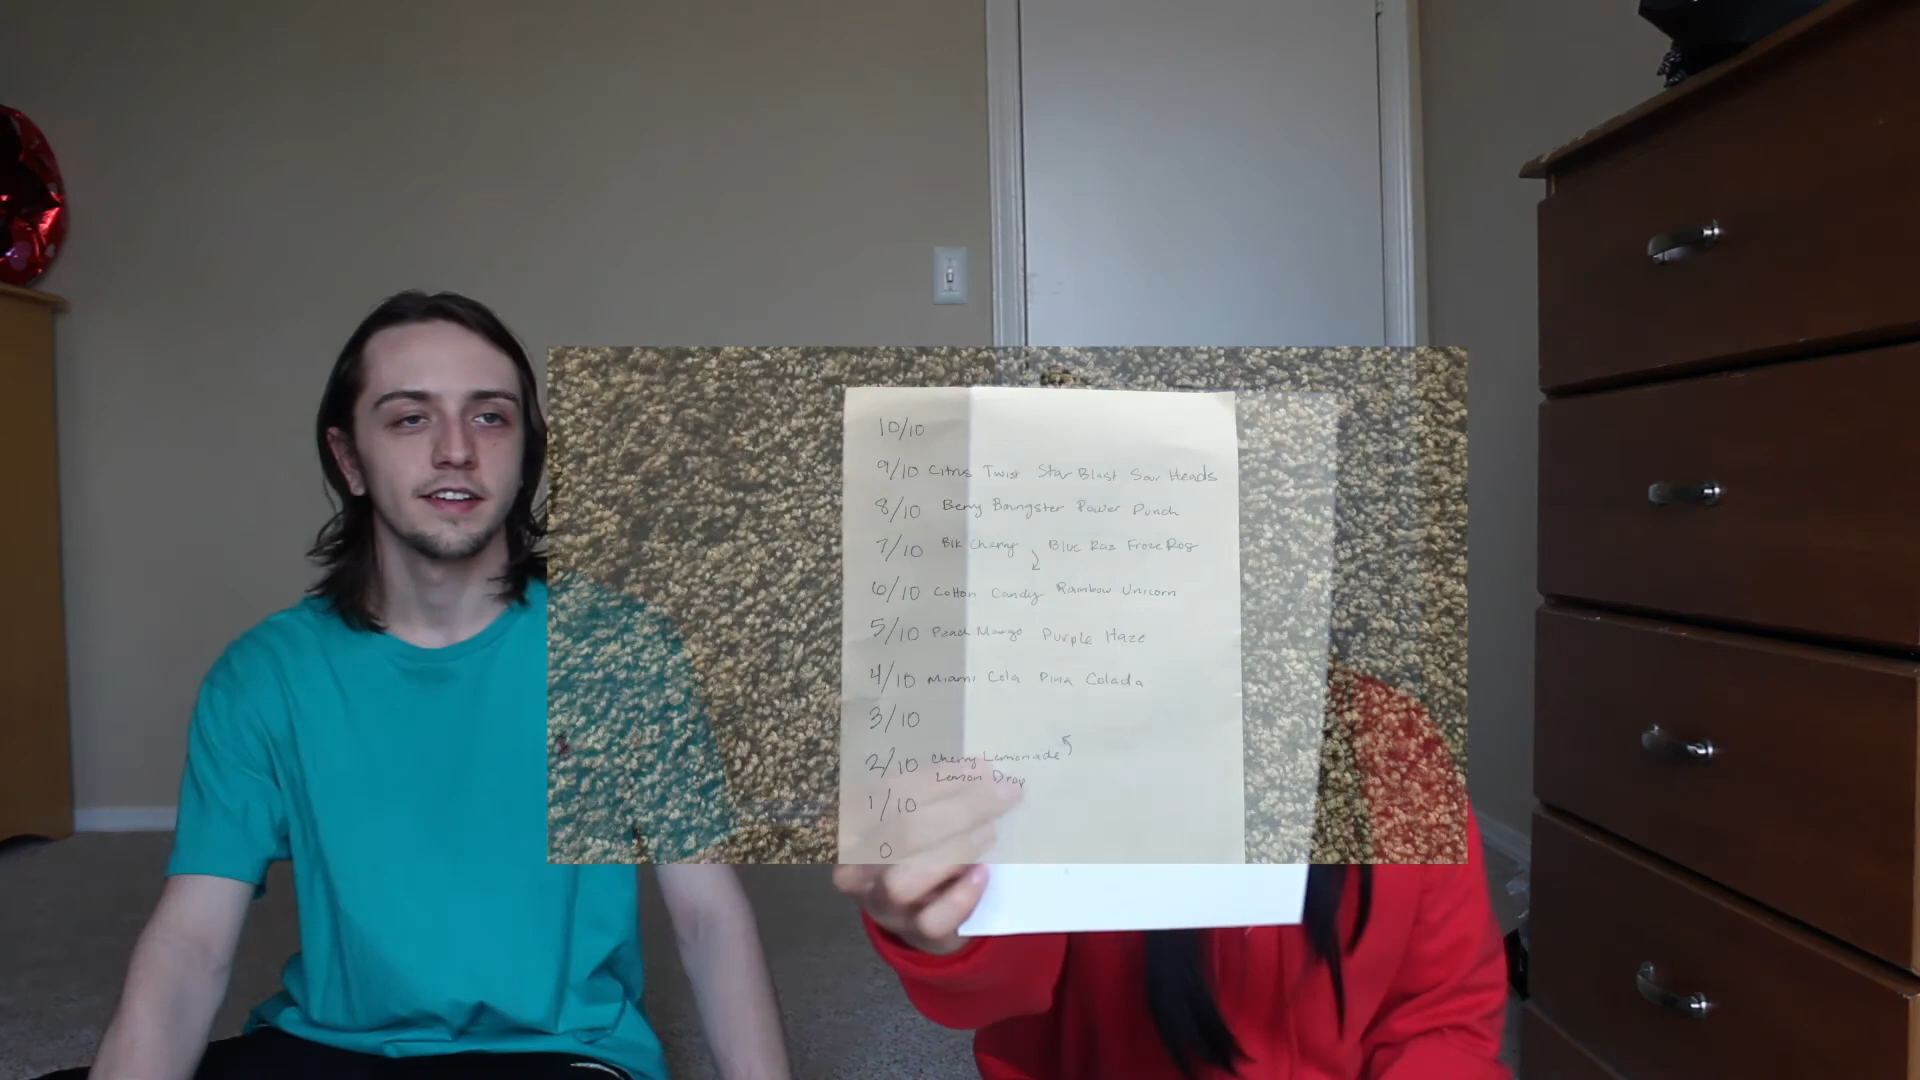 10/10
9/10 Citrus Twist Star Blast Sour Heads
8/10 Berry Bangster Power Punch
7/10 Blk Cherry Blue Raz Froze Roz
6/10 Cotton Candy Rainbow Unicorn
5/10 Peach Mango Purple Haze
4/10 Miami Cola Pina Colada
3/10
2/10 Cherry Lemonade
Lemon Drop
1/10
0